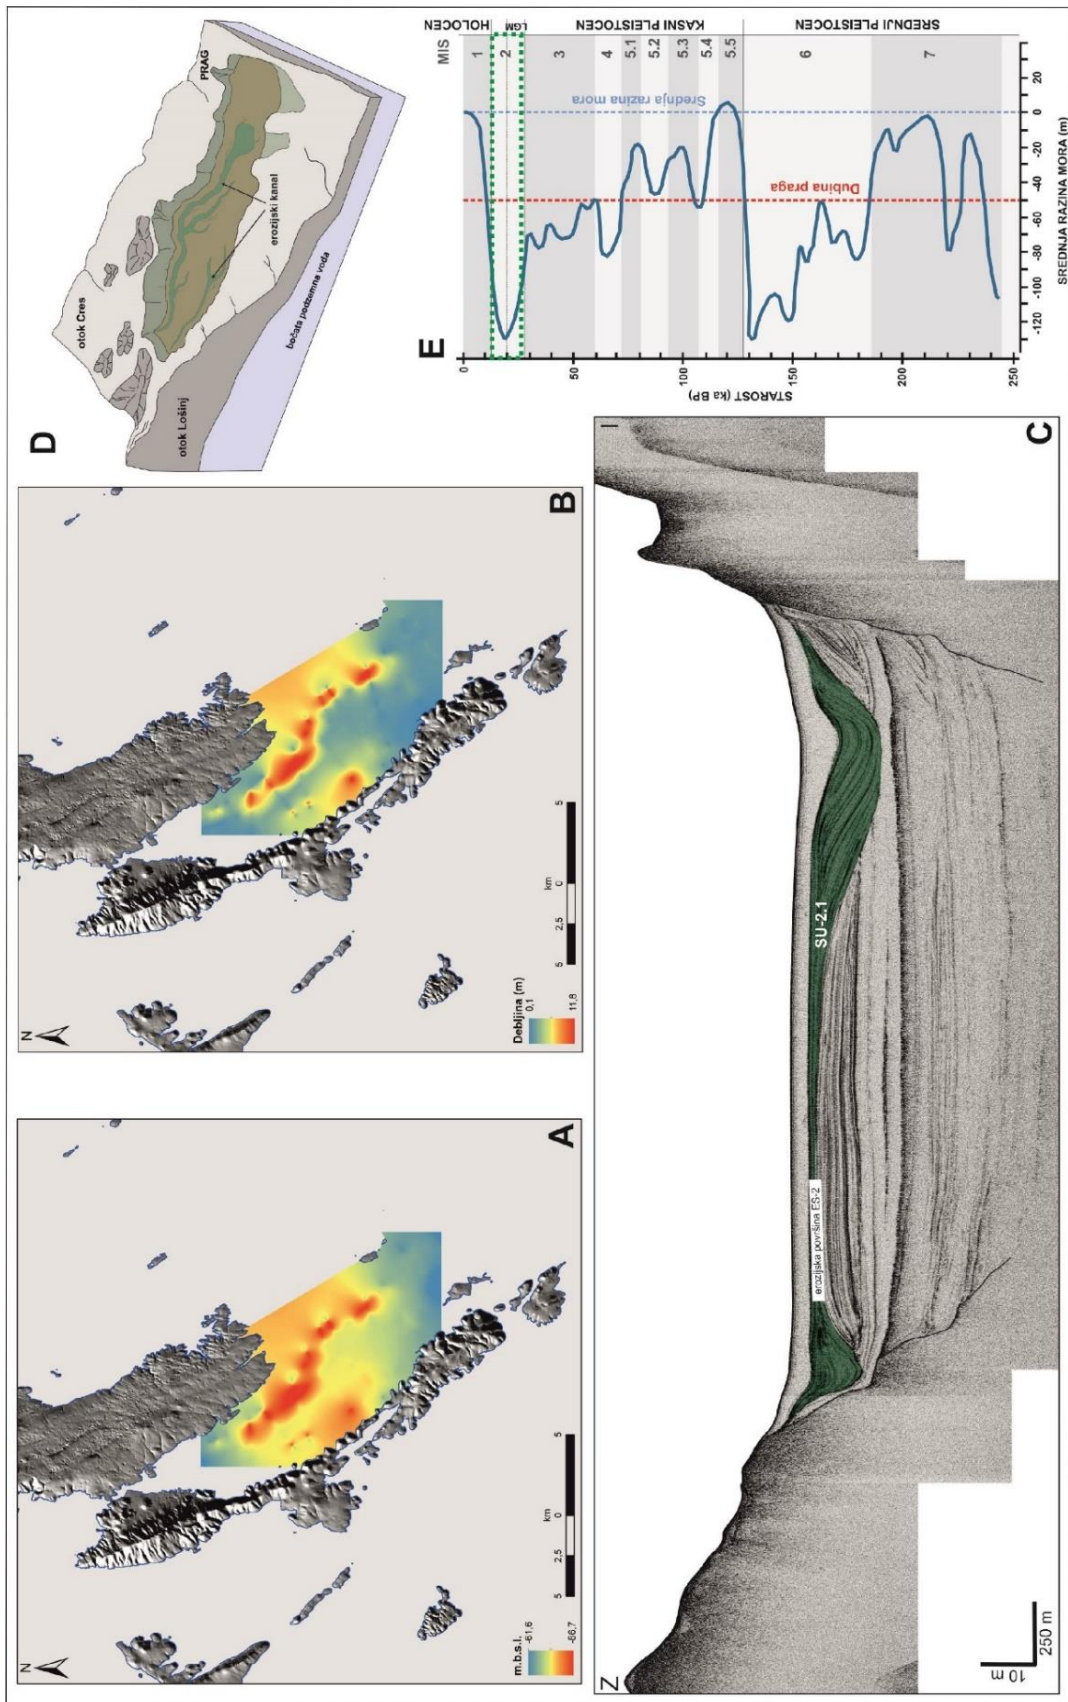 A
N
m.b.s.l.
-61,6
-86,7
5 2,5 0 5
km
B
N
Debljina (m)
0,1
11,8
5 2,5 0 5
km
C
Z
I
SU-2.1
erozijska površina ES-2
10 m
250 m
D
otok Cres
PRAG
otok Lošinj
erozijski kanal
bočata podzemna voda
E
HOLOCEN
LGM
KASNI PLEISTOCEN
SREDNJI PLEISTOCEN
MIS
1
2
3
4
5.1
5.2
5.3
5.4
5.5
6
7
Srednja razina mora
Dubina praga
20
0
-20
-40
-60
-80
-100
-120
SREDNJA RAZINA MORA (m)
0
50
100
150
200
250
STAROST (ka BP)